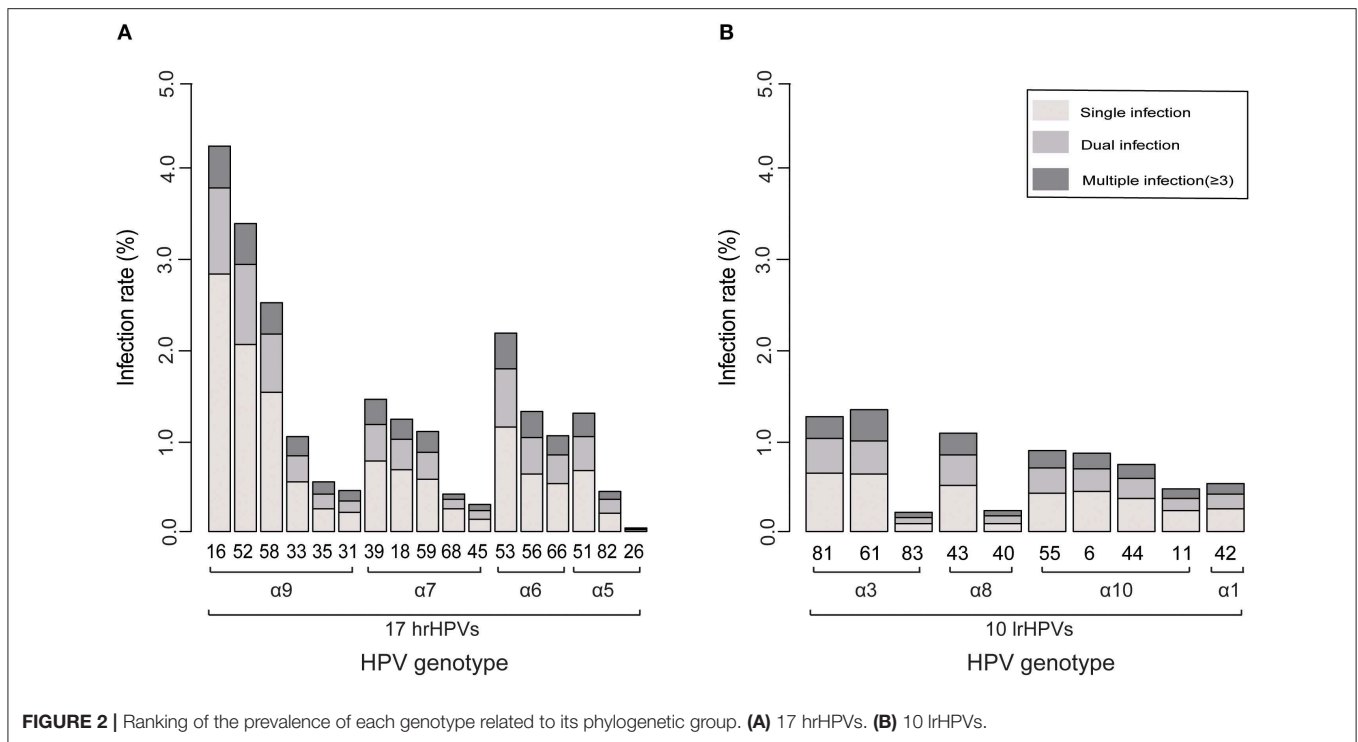 A
5.0
4.0
3.0
2.0
1.0
0.0
Infection rate (%)
16 52 58 33 35 31 39 18 59 68 45 53 56 66 51 82 26
α9 α7 α6 α5
17 hrHPVs
HPV genotype
B
5.0
4.0
3.0
2.0
1.0
0.0
Infection rate (%)
Single infection
Dual infection
Multiple infection(≥3)
81 61 83 43 40 55 6 44 11 42
α3 α8 α10 α1
10 lrHPVs
HPV genotype
FIGURE 2 | Ranking of the prevalence of each genotype related to its phylogenetic group. (A) 17 hrHPVs. (B) 10 lrHPVs.